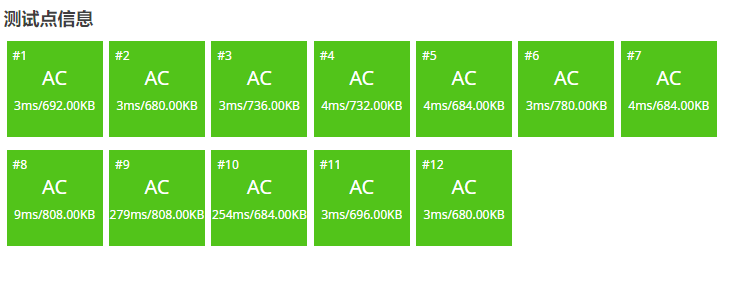 测试点信息
#1 #2 #3 #4 #5 #6 #7
AC AC AC AC AC AC AC
3ms/692.00KB 3ms/680.00KB 3ms/736.00KB 4ms/732.00KB 4ms/684.00KB 3ms/780.00KB 4ms/684.00KB
#8 #9 #10 #11 #12
AC AC AC AC AC
9ms/808.00KB 279ms/808.00KB 254ms/684.00KB 3ms/696.00KB 3ms/680.00KB